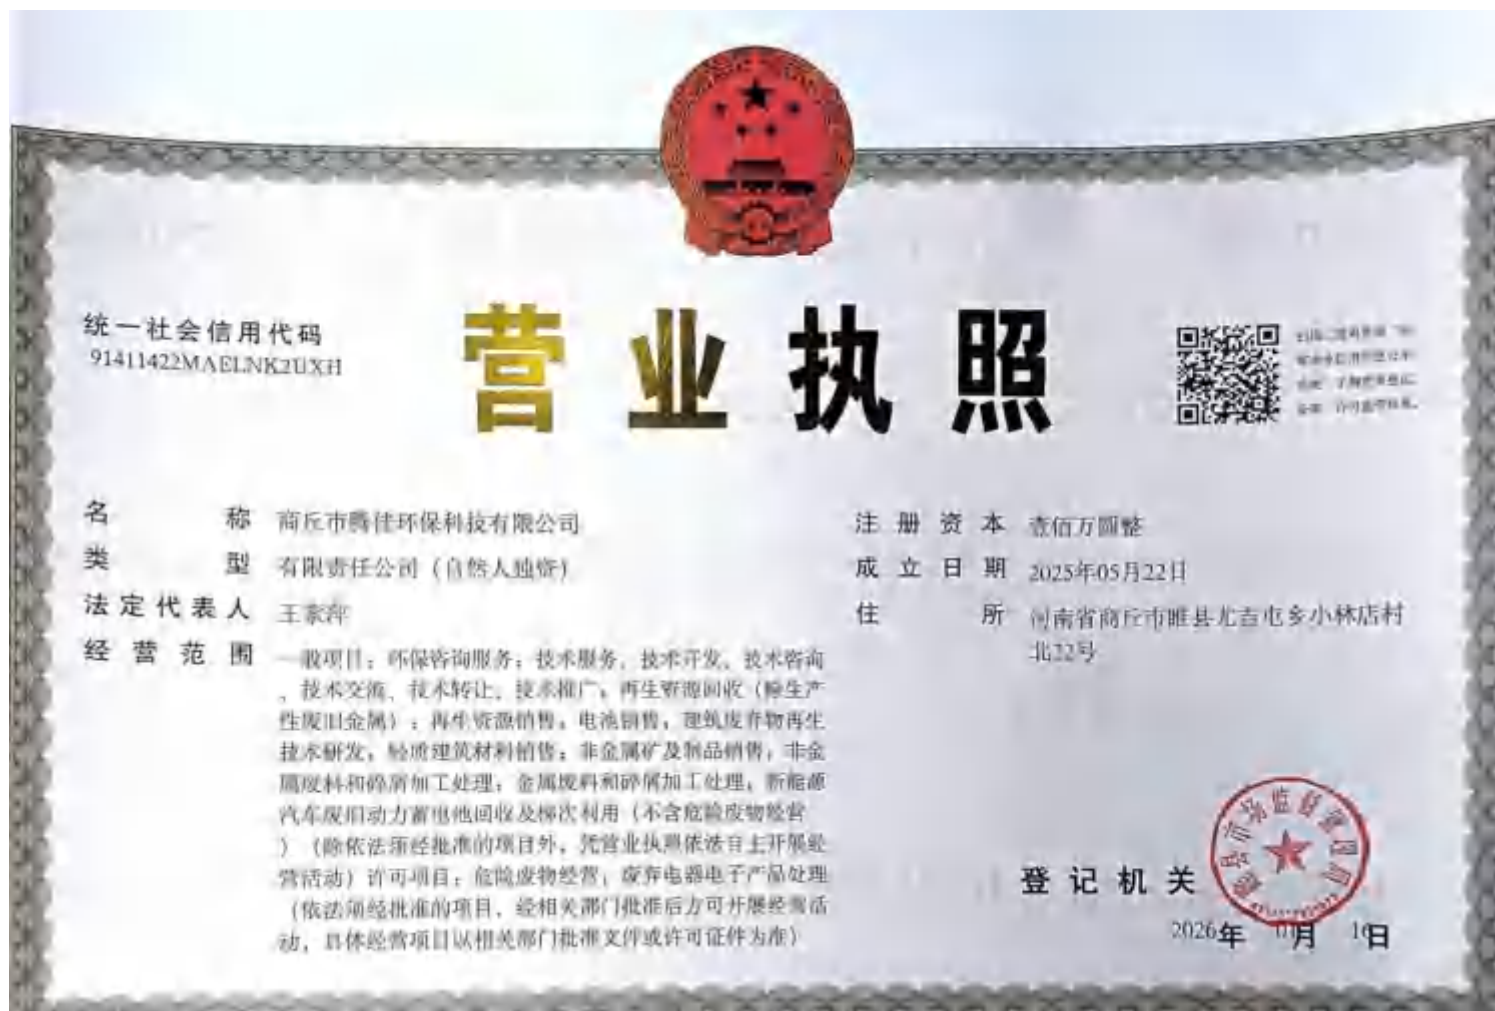 统一社会信用代码
91411422MAELNK2UXH
营业执照
名称 商丘市腾佳环保科技有限公司
类型 有限责任公司（自然人独资）
法定代表人 王家萍
经营范围 一般项目：环保咨询服务；技术服务、技术开发、技术咨询
、技术交流、技术转让、技术推广；再生资源回收（除生产
性废旧金属）；再生资源销售；电池销售；建筑废弃物再生
技术研发；轻质建筑材料销售；非金属矿及制品销售；非金
属废料和碎屑加工处理；金属废料和碎屑加工处理；新能源
汽车废旧动力蓄电池回收及梯次利用（不含危险废物经营
）（除依法须经批准的项目外，凭营业执照依法自主开展经
营活动）许可项目：危险废物经营；废弃电器电子产品处理
（依法须经批准的项目，经相关部门批准后方可开展经营活
动，具体经营项目以相关部门批准文件或许可证件为准）
注册资本 壹佰万圆整
成立日期 2025年05月22日
住所 河南省商丘市睢县尤吉屯乡小林店村
北22号
登记机关
睢县市场监督管理局
2026年01月16日